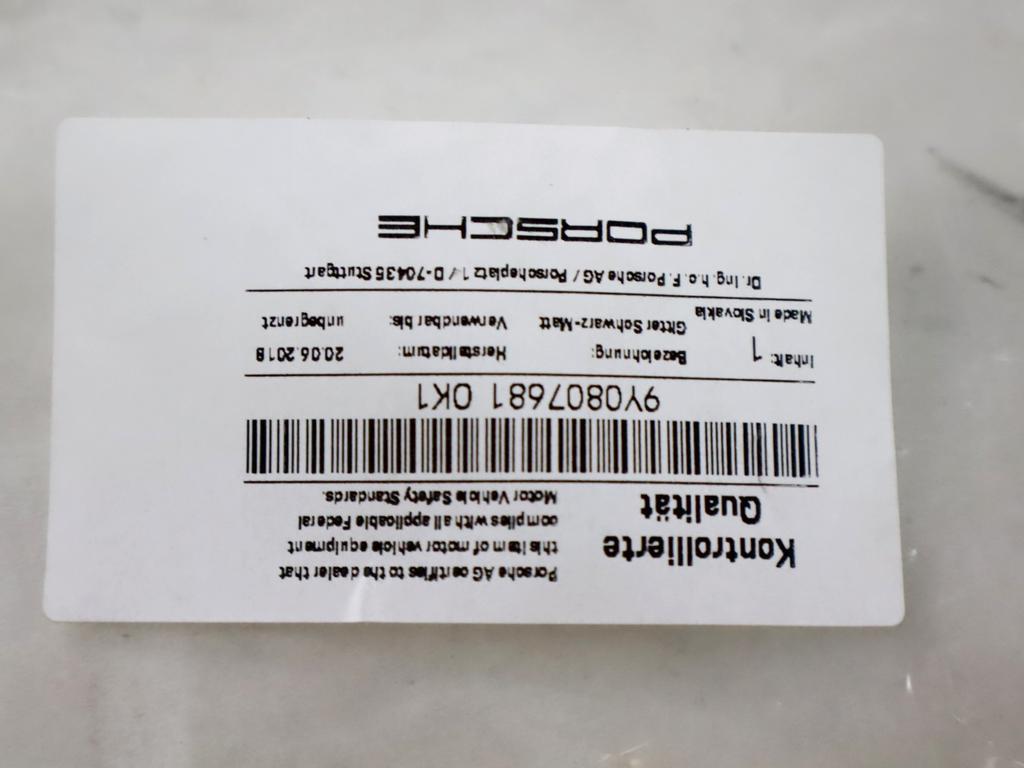 Kontrollierte
Qualität
Porsche AG certifies to the dealer that
this item of motor vehicle equipment
complies with all applicable Federal
Motor Vehicle Safety Standards.
9Y0807681 OK1
Inhalt: 1 Bezeichnung: Herstelldatum: 20.06.2018
Made in Slovakia Gitter Schwarz-Matt Verwendbar bis: unbegrenzt
Dr. Ing. h.c. F. Porsche AG / Porscheplatz 1 / D-70435 Stuttgart
PORSCHE